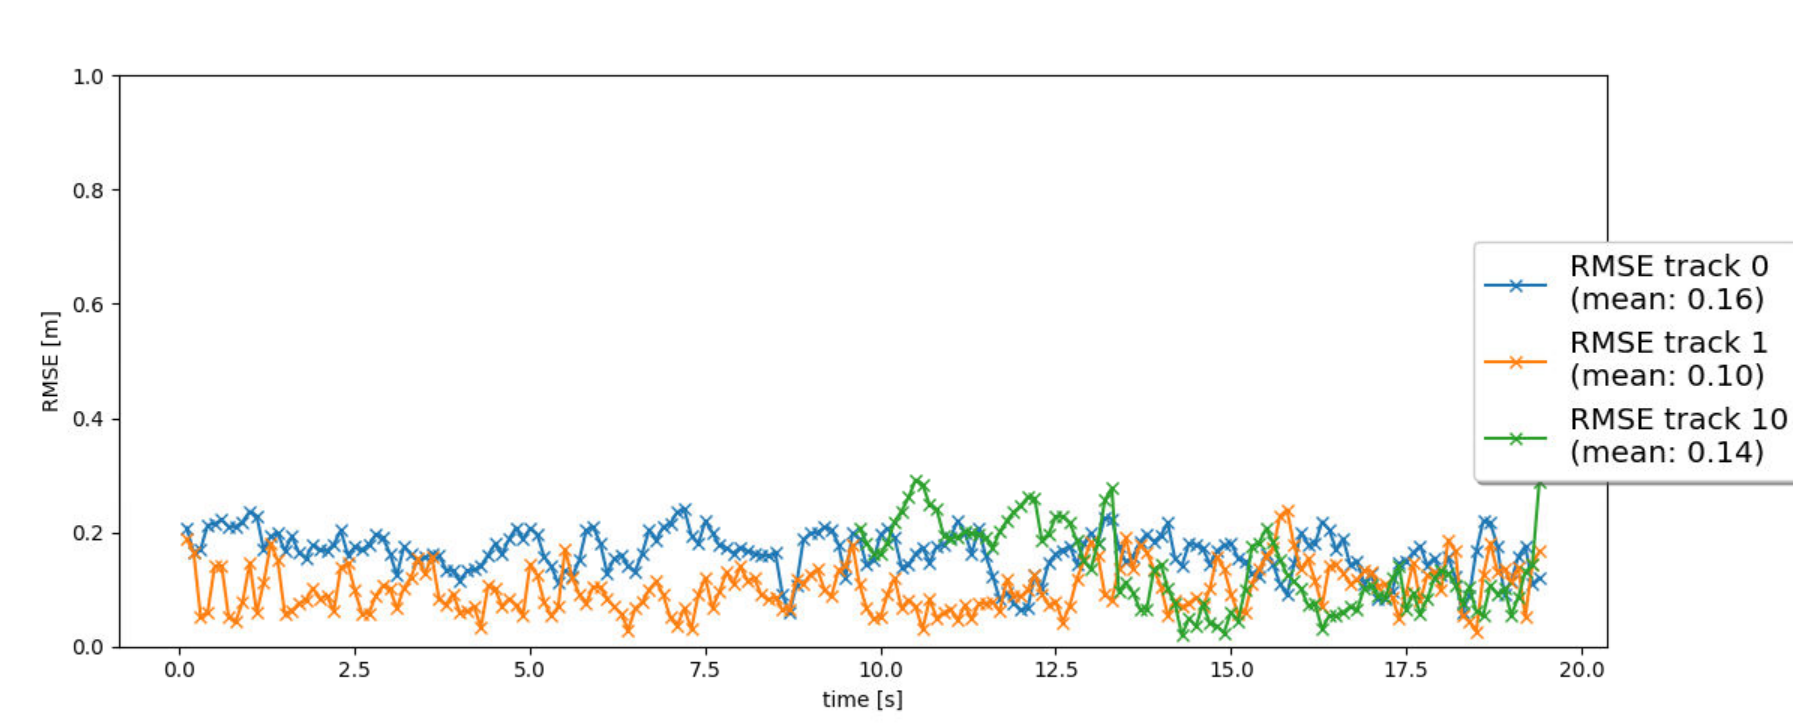 1.0
0.8
0.6
0.4
0.2
0.0
RMSE [m]
0.0 2.5 5.0 7.5 10.0 12.5 15.0 17.5 20.0
time [s]
RMSE track 0
(mean: 0.16)
RMSE track 1
(mean: 0.10)
RMSE track 10
(mean: 0.14)